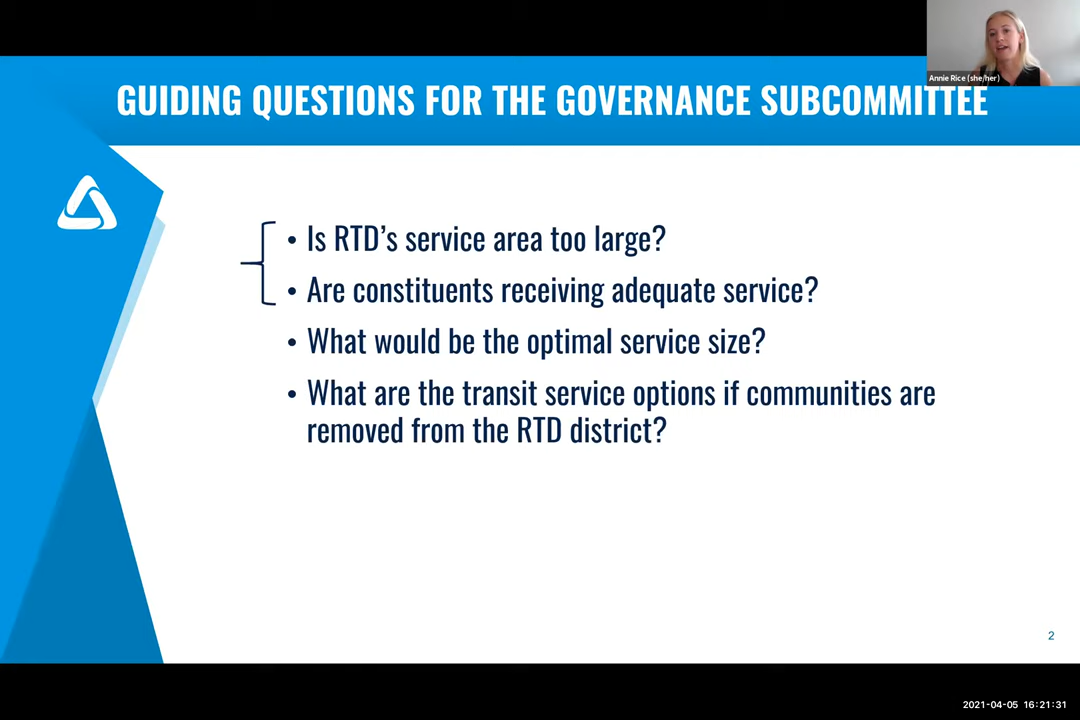 Annie Rice (she/her)
GUIDING QUESTIONS FOR THE GOVERNANCE SUBCOMMITTEE
• Is RTD’s service area too large?
• Are constituents receiving adequate service?
• What would be the optimal service size?
• What are the transit service options if communities are
removed from the RTD district?
2
2021-04-05 16:21:31